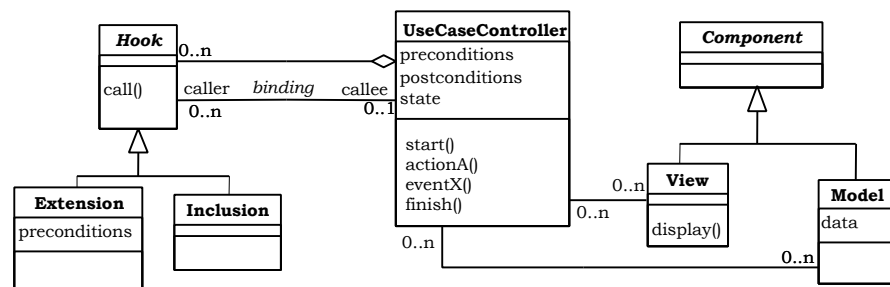 Hook
call()
0..n
caller
binding
callee
0..n
0..1
UseCaseController
preconditions
postconditions
state
start()
actionA()
eventX()
finish()
Component
Extension
preconditions
Inclusion
0..n
0..n
View
display()
Model
data
0..n
0..n